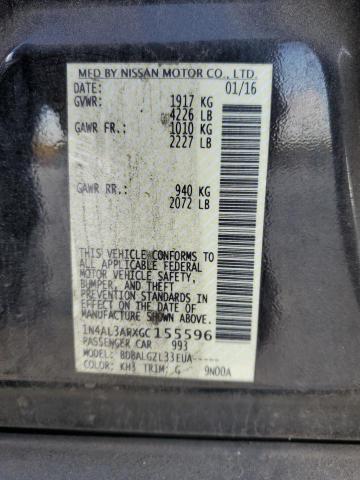 MFD BY NISSAN MOTOR CO., LTD.
DATE: 01/16
GVWR: 1917 KG
4226 LB
GAWR FR.: 1010 KG
2227 LB
GAWR RR.: 940 KG
2072 LB
THIS VEHICLE CONFORMS TO
ALL APPLICABLE FEDERAL
MOTOR VEHICLE SAFETY,
BUMPER, AND THEFT
PREVENTION STANDARDS
IN EFFECT ON THE DATE OF
MANUFACTURE SHOWN ABOVE.
1N4AL3ARXGC155596
PASSENGER CAR 993
MODEL: BDBALGZL33EUA-----
COLOR: KH3 TRIM: G 9N00A